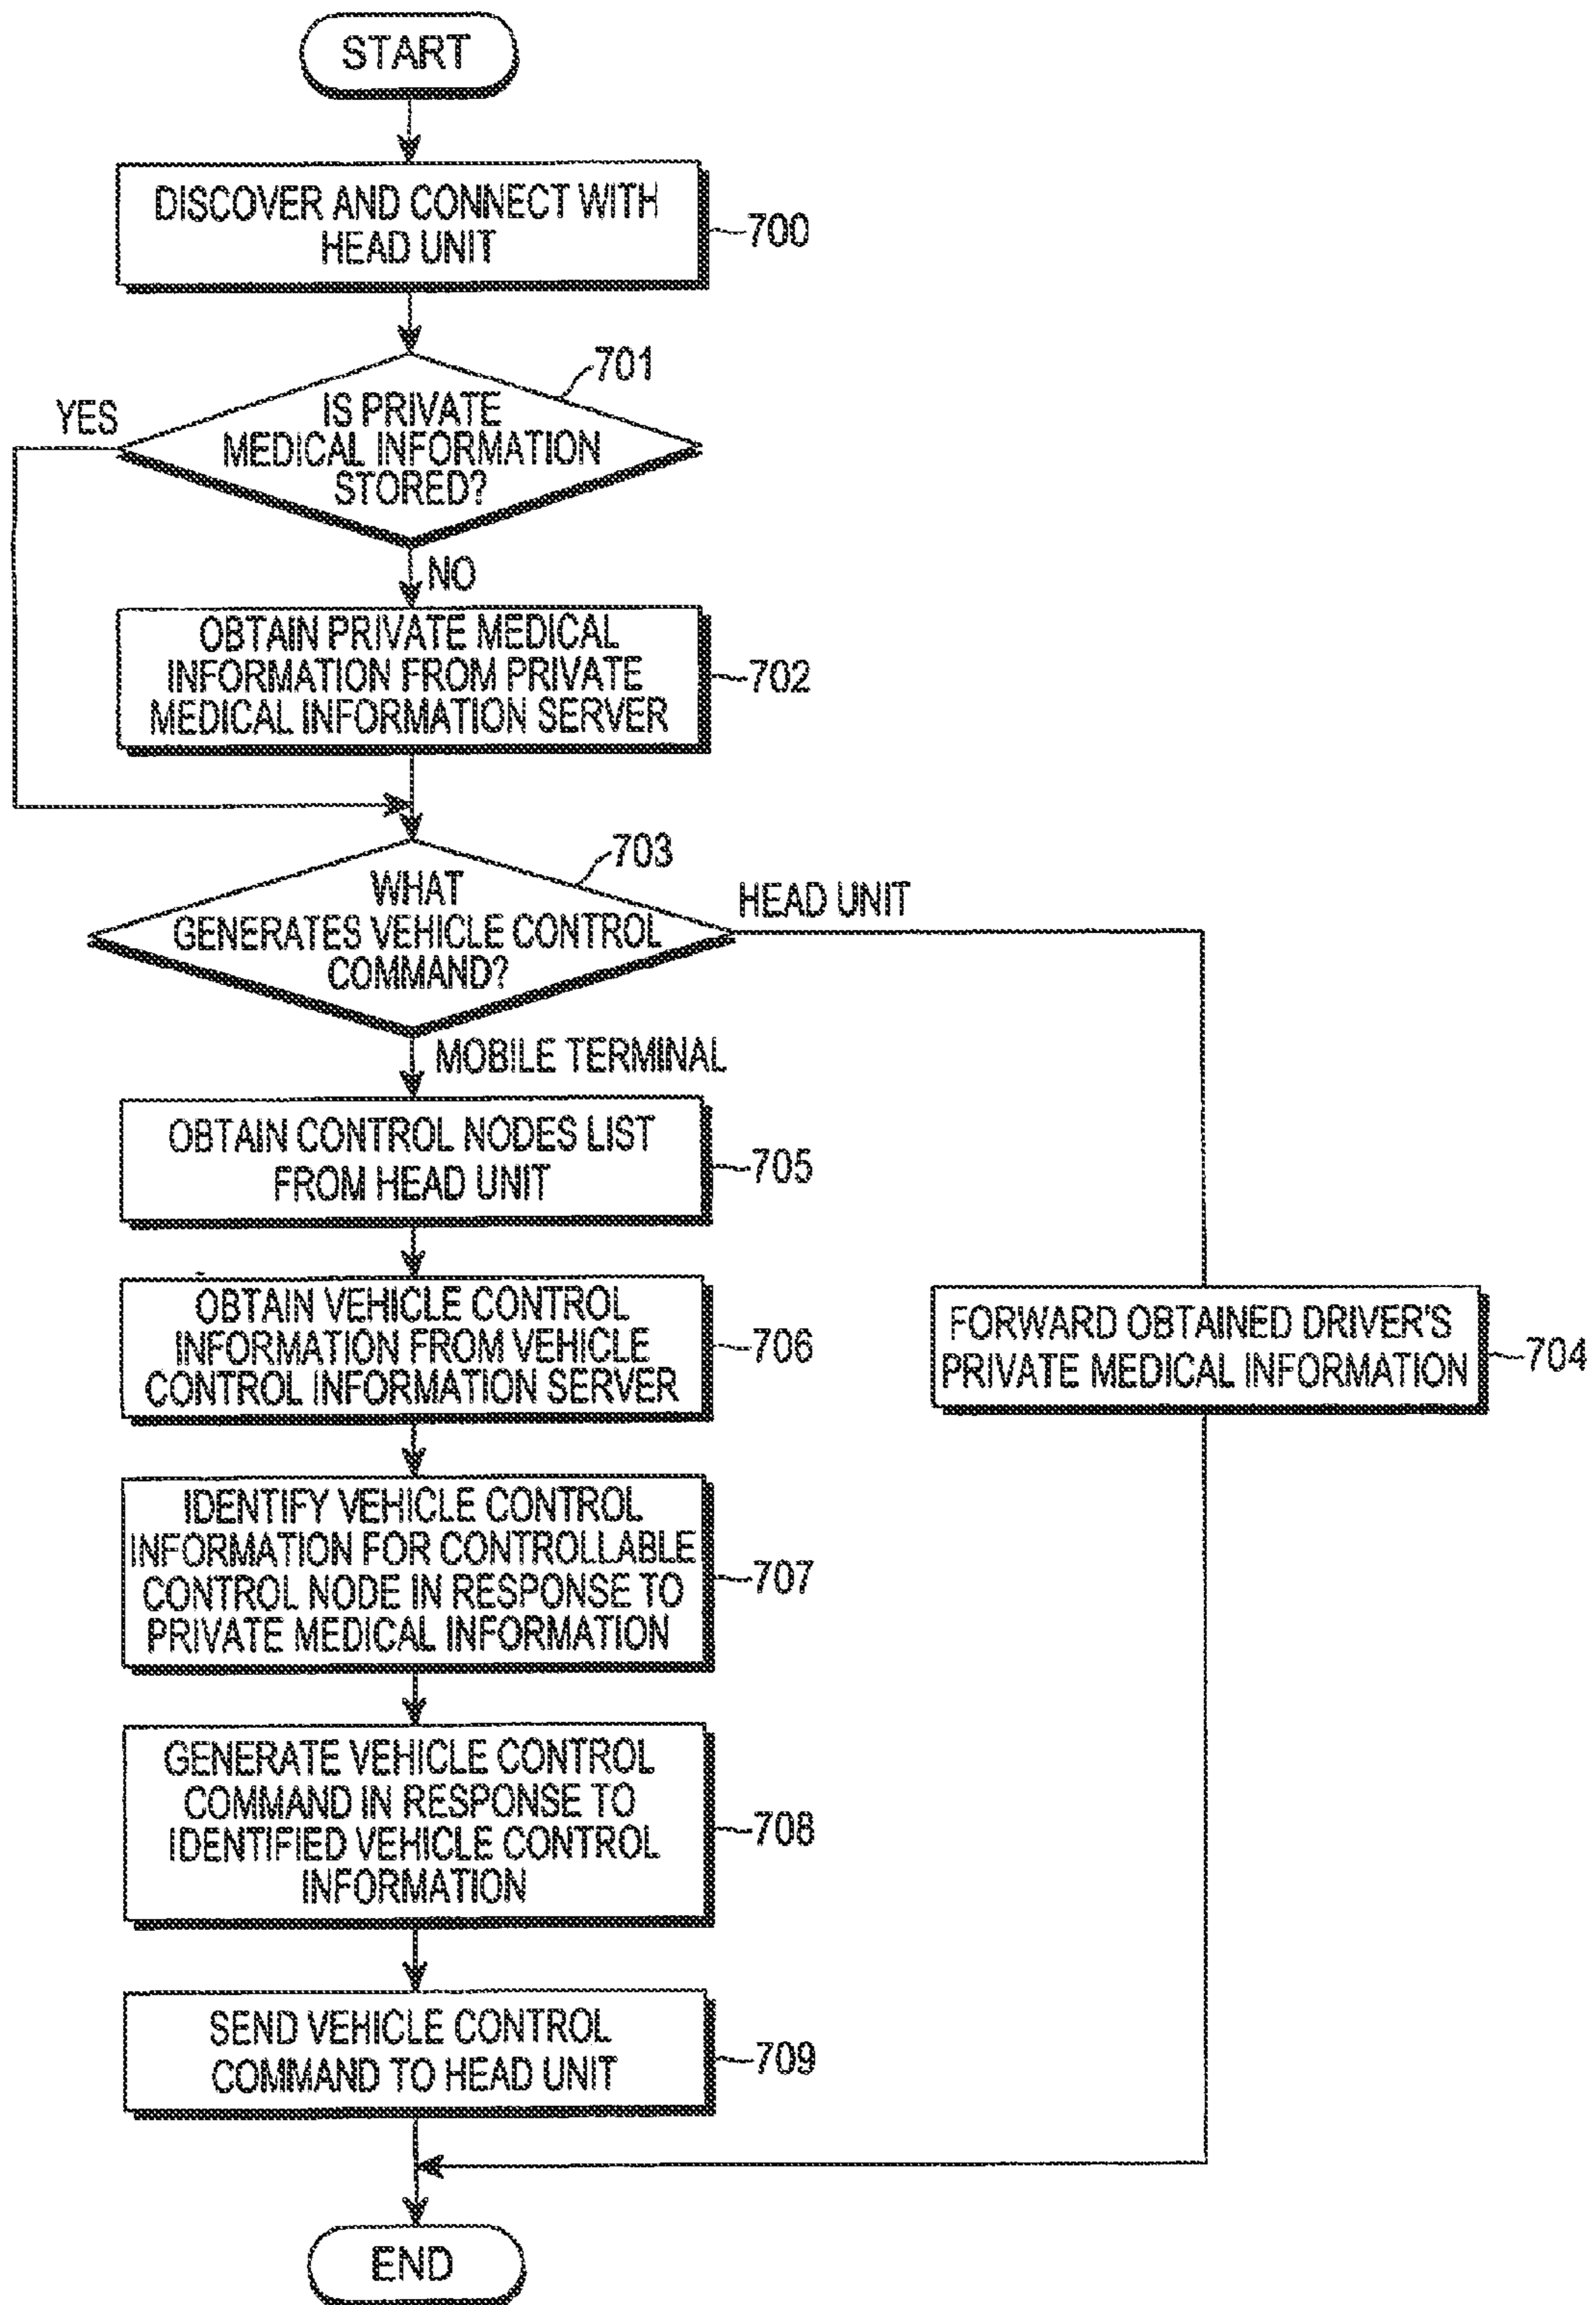 START
DISCOVER AND CONNECT WITH
HEAD UNIT
700
701
YES
IS PRIVATE
MEDICAL INFORMATION
STORED?
NO
OBTAIN PRIVATE MEDICAL
INFORMATION FROM PRIVATE
MEDICAL INFORMATION SERVER
702
703
WHAT
GENERATES VEHICLE CONTROL
COMMAND?
HEAD UNIT
MOBILE TERMINAL
OBTAIN CONTROL NODES LIST
FROM HEAD UNIT
705
OBTAIN VEHICLE CONTROL
INFORMATION FROM VEHICLE
CONTROL INFORMATION SERVER
706
FORWARD OBTAINED DRIVER'S
PRIVATE MEDICAL INFORMATION
704
IDENTIFY VEHICLE CONTROL
INFORMATION FOR CONTROLLABLE
CONTROL NODE IN RESPONSE TO
PRIVATE MEDICAL INFORMATION
707
GENERATE VEHICLE CONTROL
COMMAND IN RESPONSE TO
IDENTIFIED VEHICLE CONTROL
INFORMATION
708
SEND VEHICLE CONTROL
COMMAND TO HEAD UNIT
709
END